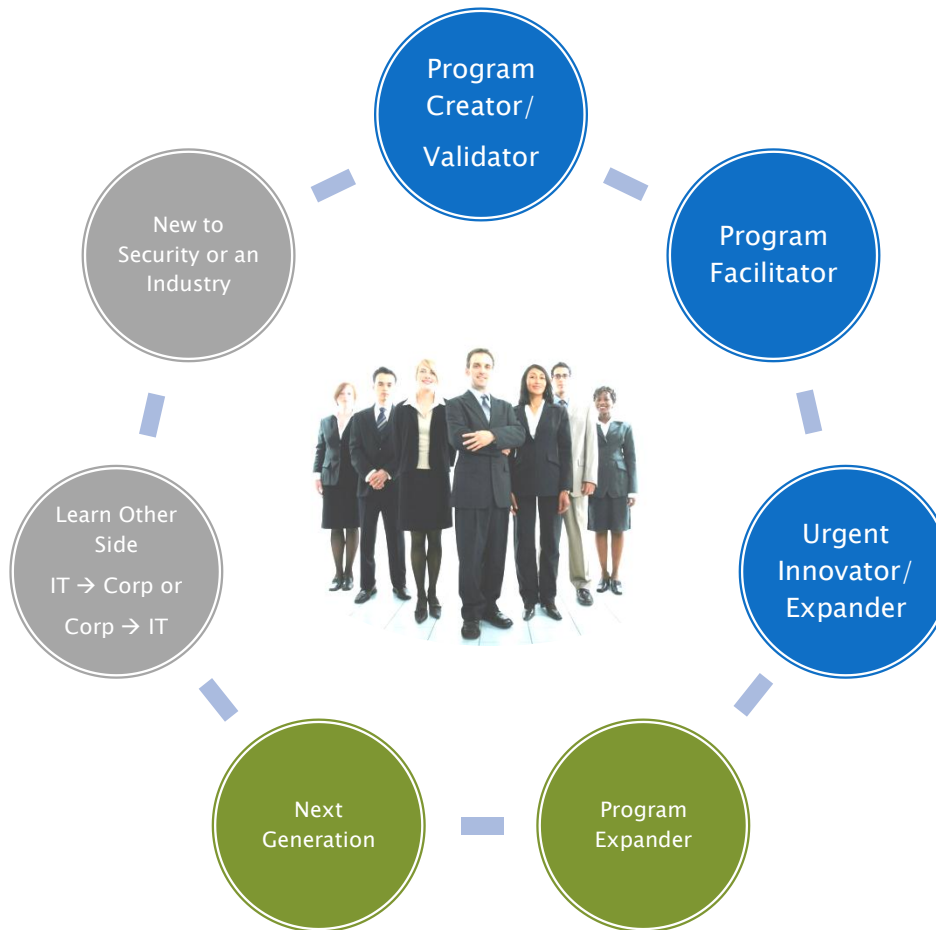 Program
Creator/
Validator
Program
Facilitator
Urgent
Innovator/
Expander
Program
Expander
Next
Generation
Learn Other
Side
IT → Corp or
Corp → IT
New to
Security or an
Industry